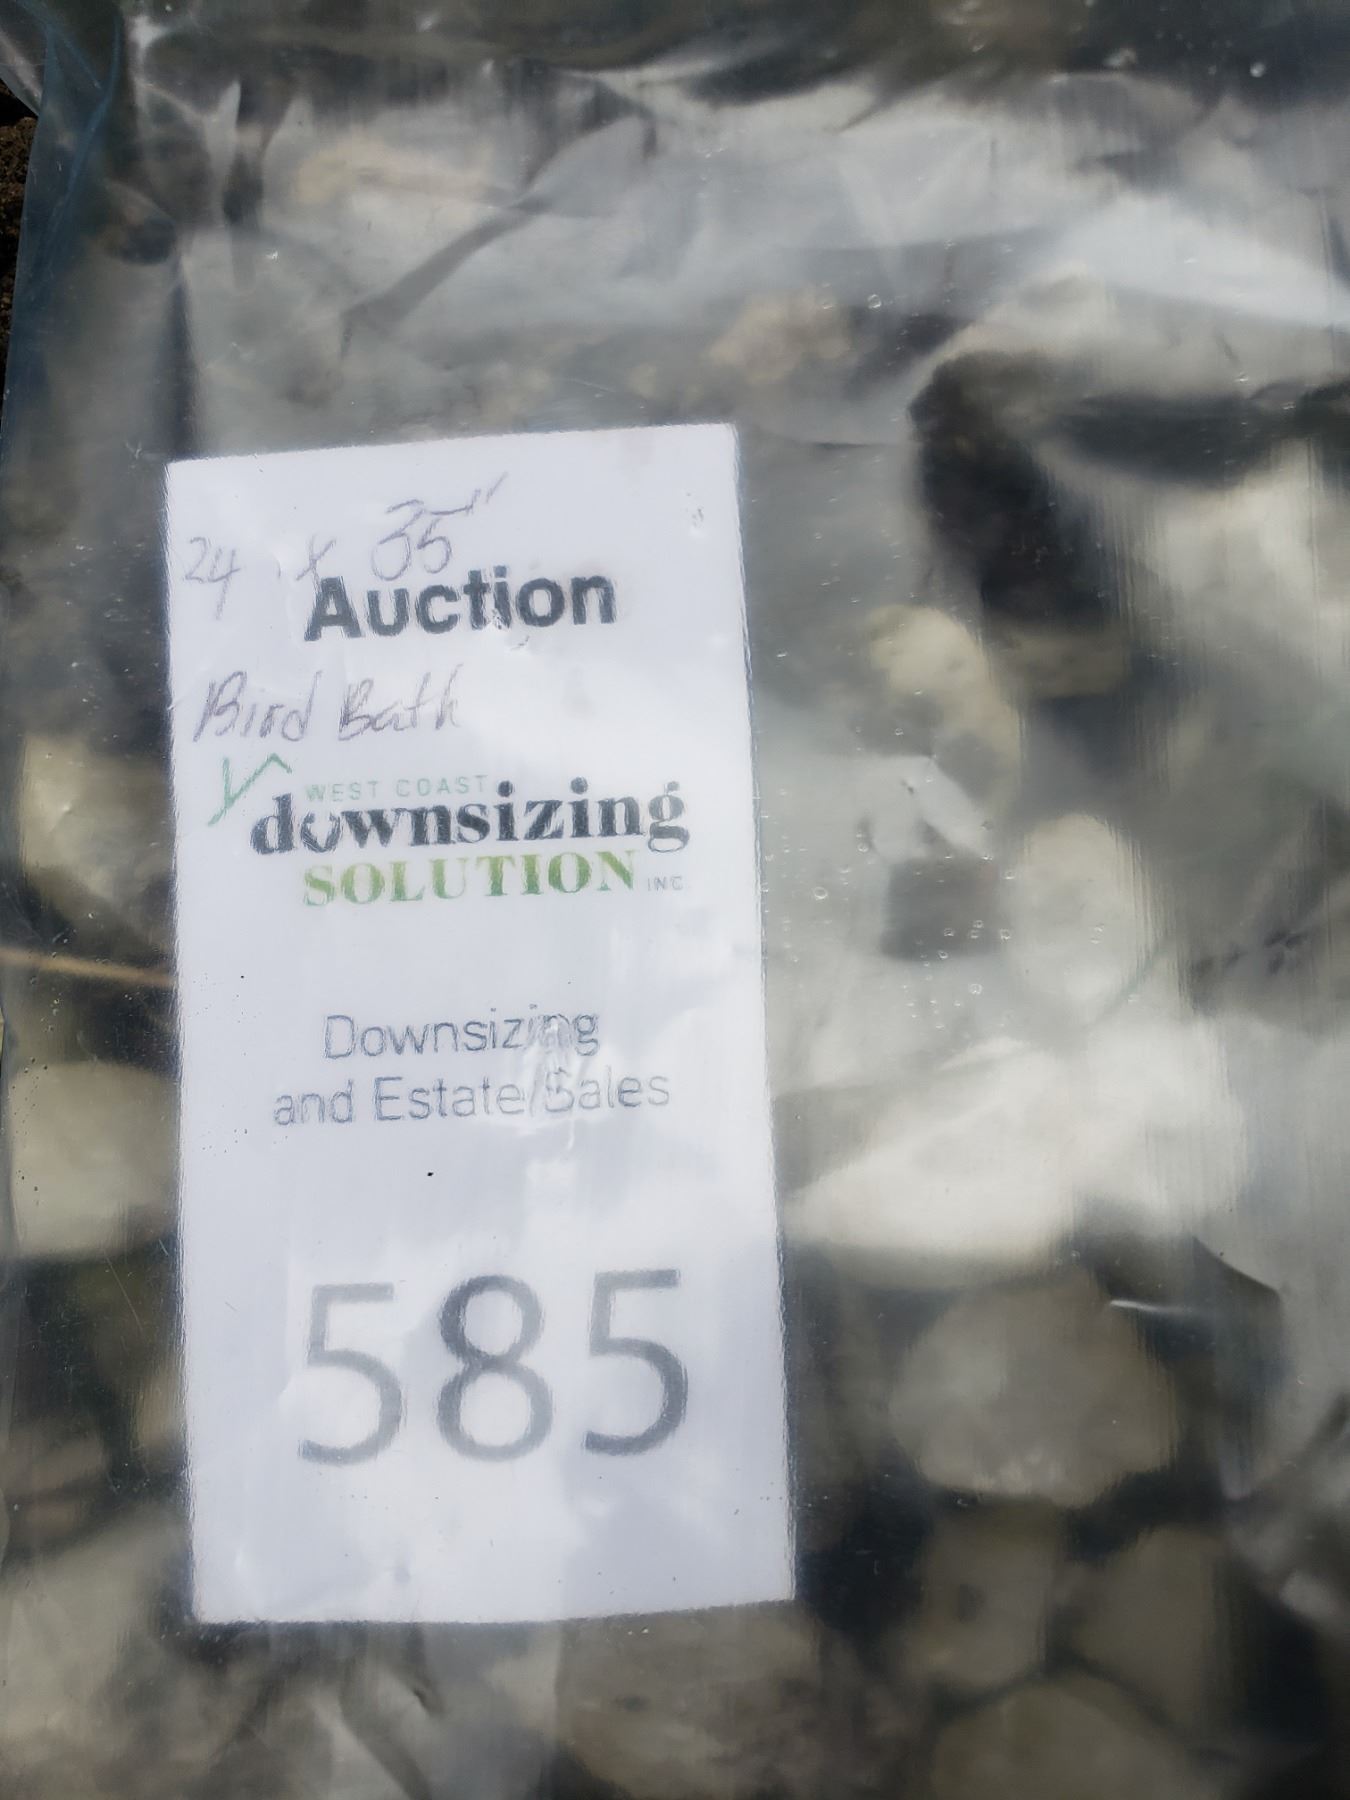 24 x 35"
Auction
Bird Bath
WEST COAST
downsizing
SOLUTION INC.
Downsizing
and Estate Sales
585